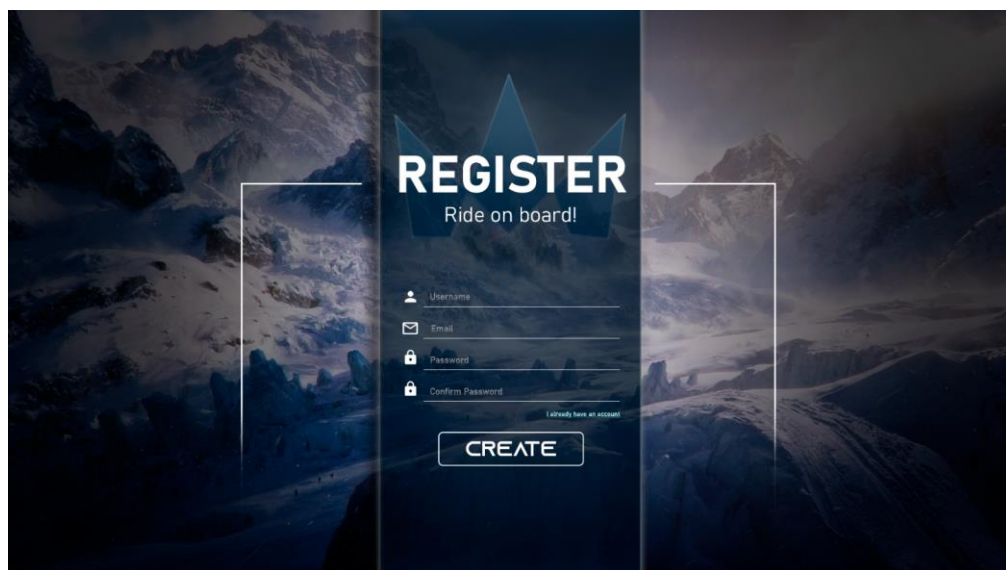 REGISTER
Ride on board!
Username
Email
Password
Confirm Password
I already have an account
CREATE